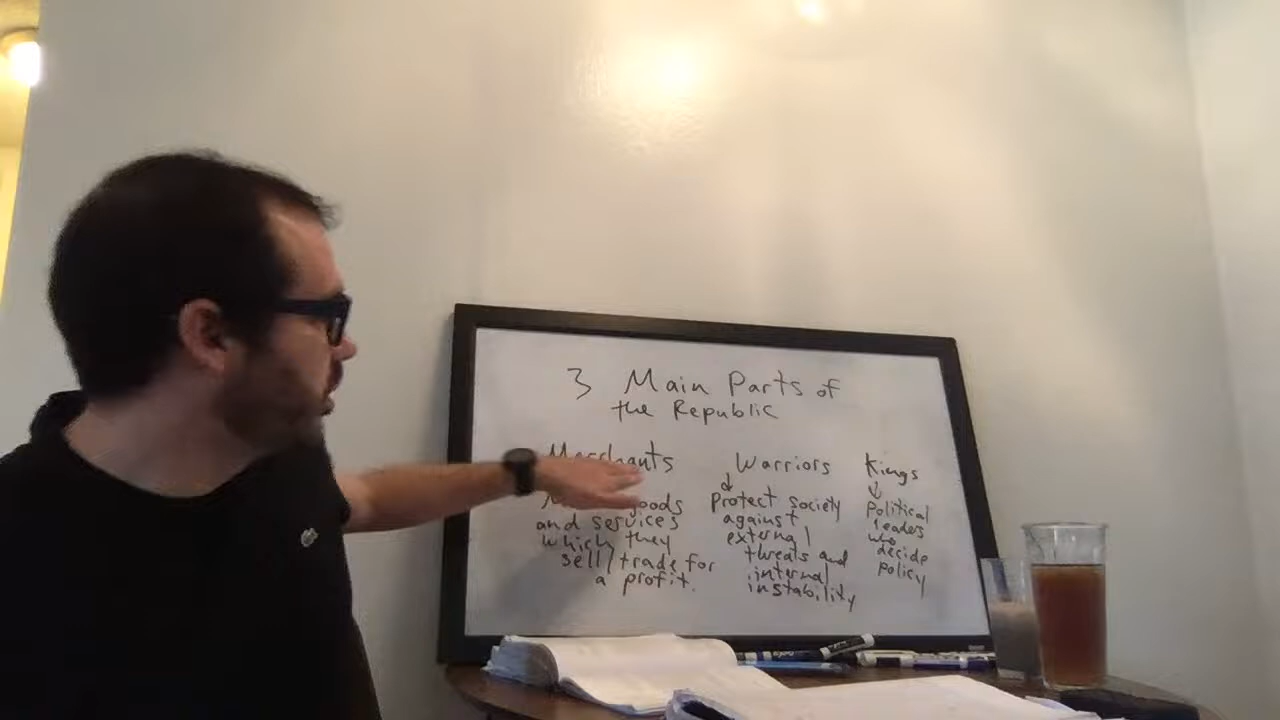 3 Main Parts of
the Republic
Merchants
goods
and services
which they
sell/trade for
a profit.
Warriors
↓
Protect society
against
external
threats and
internal
instability
Kings
↓
Political
leaders
who
decide
policy